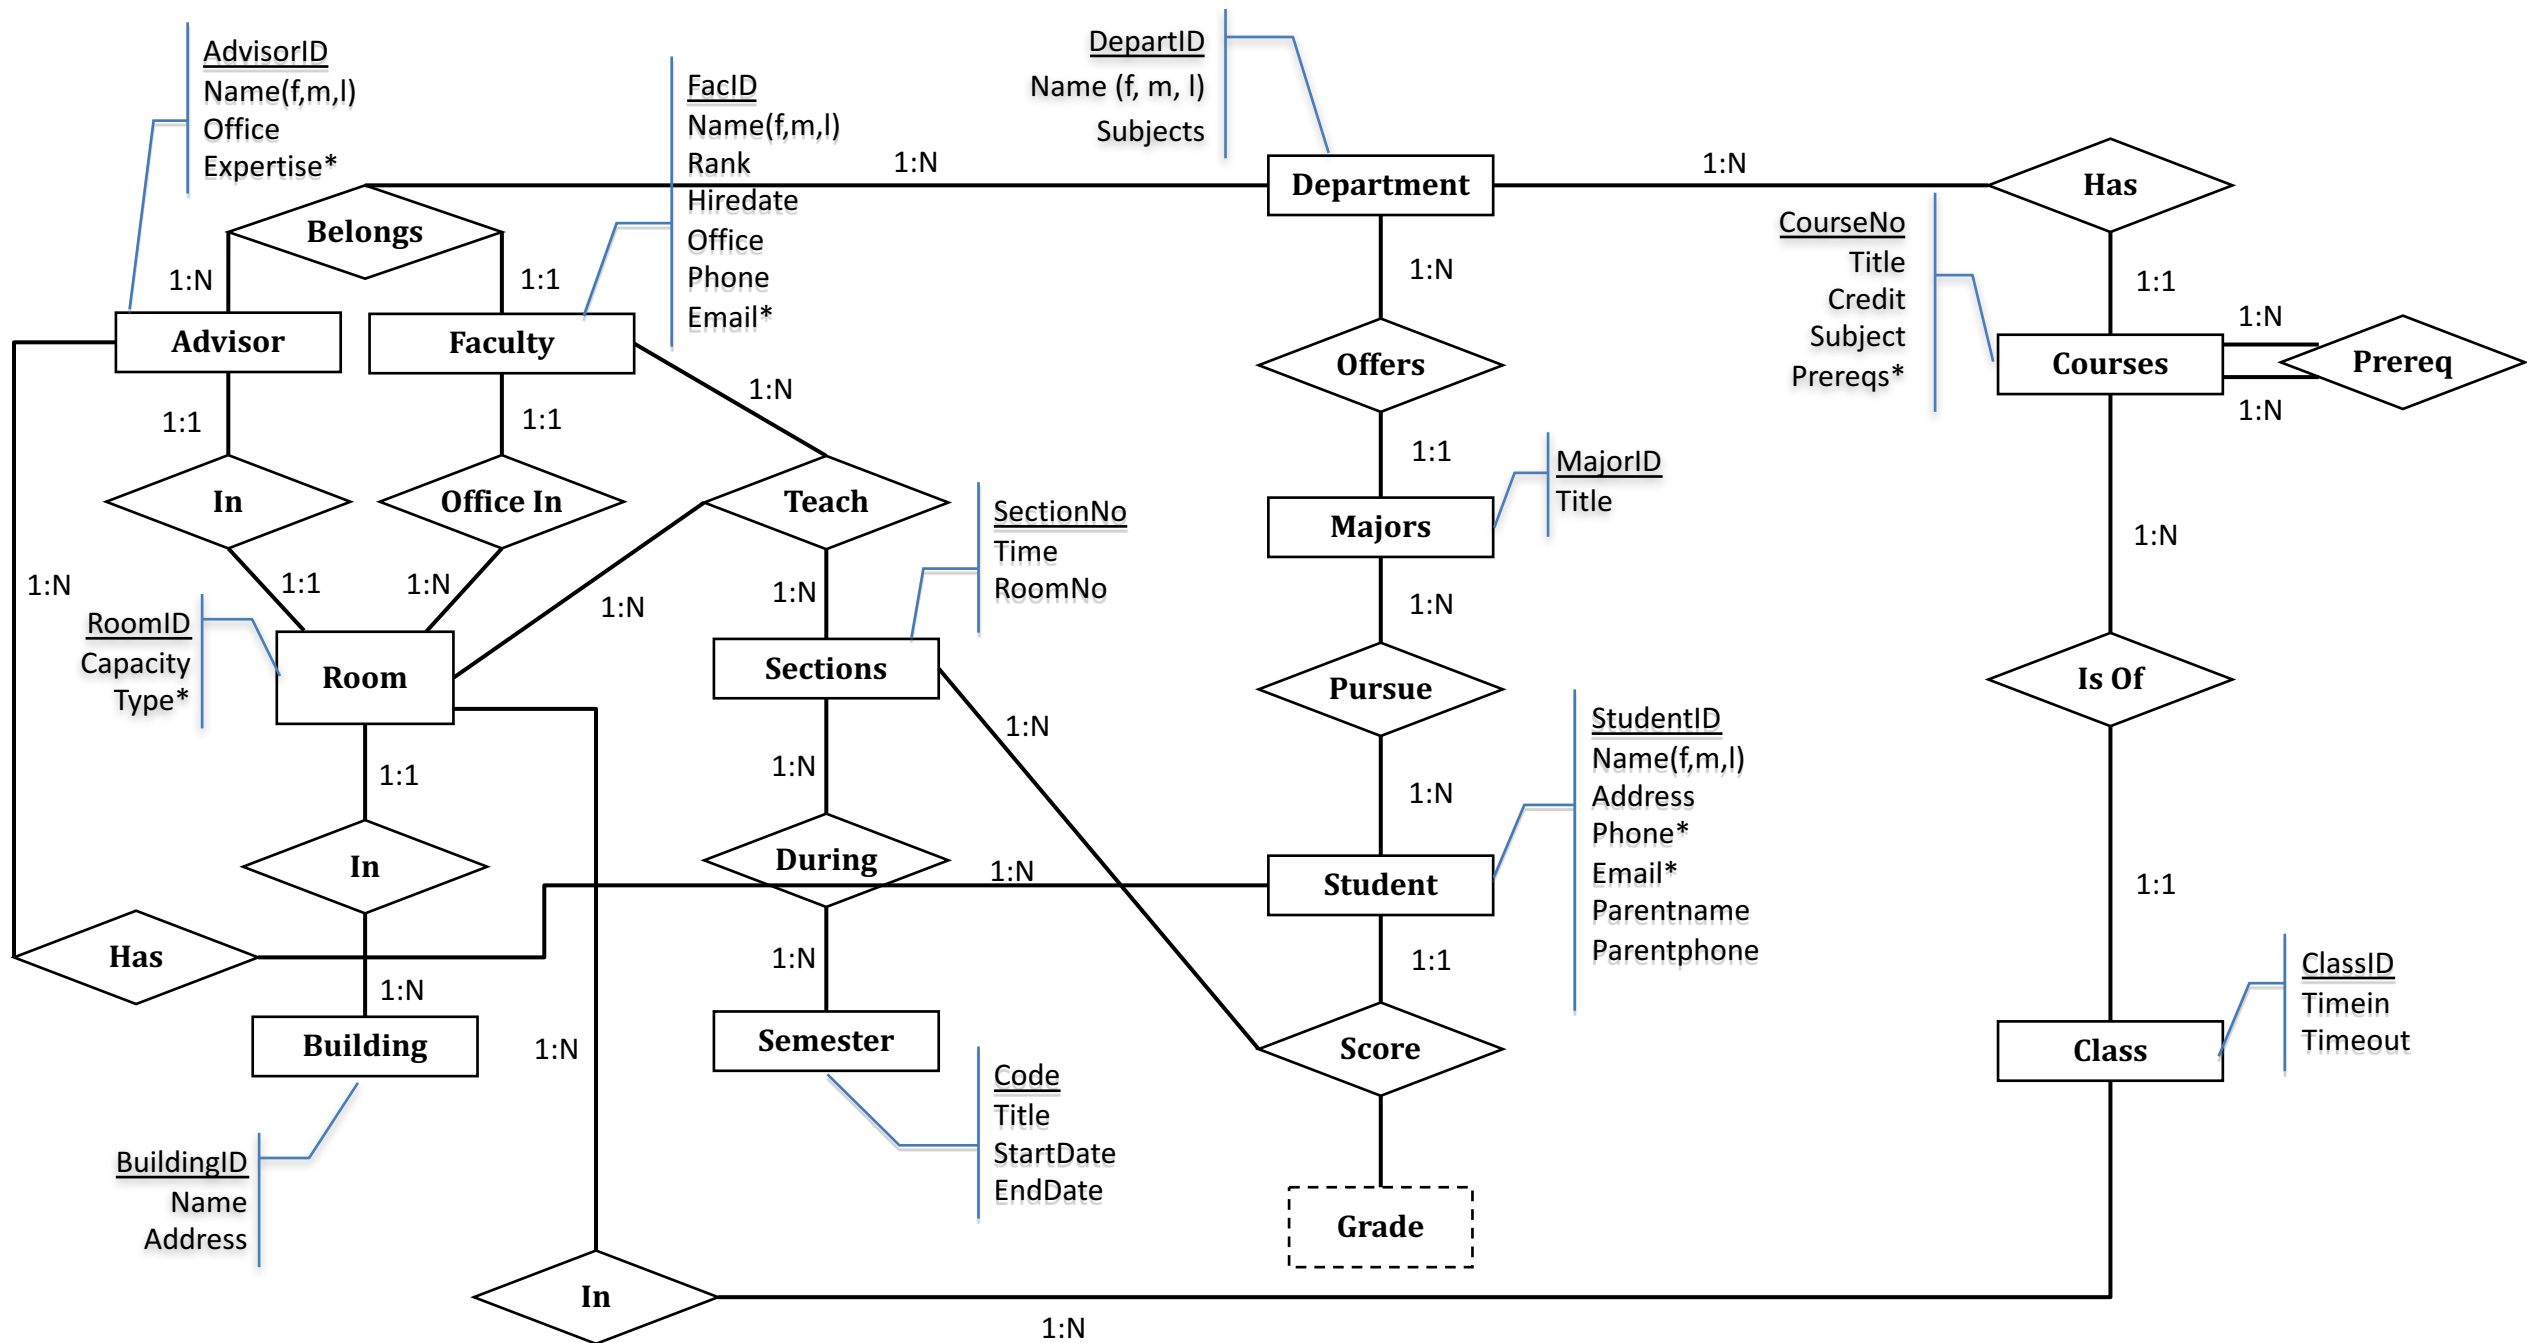 AdvisorID
Name(f,m,l)
Office
Expertise*
FacID
Name(f,m,l)
Rank
Hiredate
Office
Phone
Email*
DepartID
Name (f, m, l)
Subjects
1:N
Department
1:N
Has
Belongs
1:N
1:1
1:N
CourseNo
Title
Credit
Subject
Prereqs*
1:1
Advisor
Faculty
1:N
Offers
1:N
Courses
Prereq
1:N
1:1
1:1
1:1
MajorID
Title
In
Office In
Teach
SectionNo
Time
RoomNo
Majors
1:N
1:N
1:1
1:N
1:N
1:N
1:N
RoomID
Capacity
Type*
Room
Sections
Pursue
Is Of
1:N
StudentID
Name(f,m,l)
Address
Phone*
Email*
Parentname
Parentphone
1:1
1:N
1:N
In
During
1:N
Student
1:1
Has
1:N
1:N
1:1
ClassID
Timein
Timeout
Building
1:N
Semester
Score
Class
Code
Title
StartDate
EndDate
BuildingID
Name
Address
Grade
In
1:N